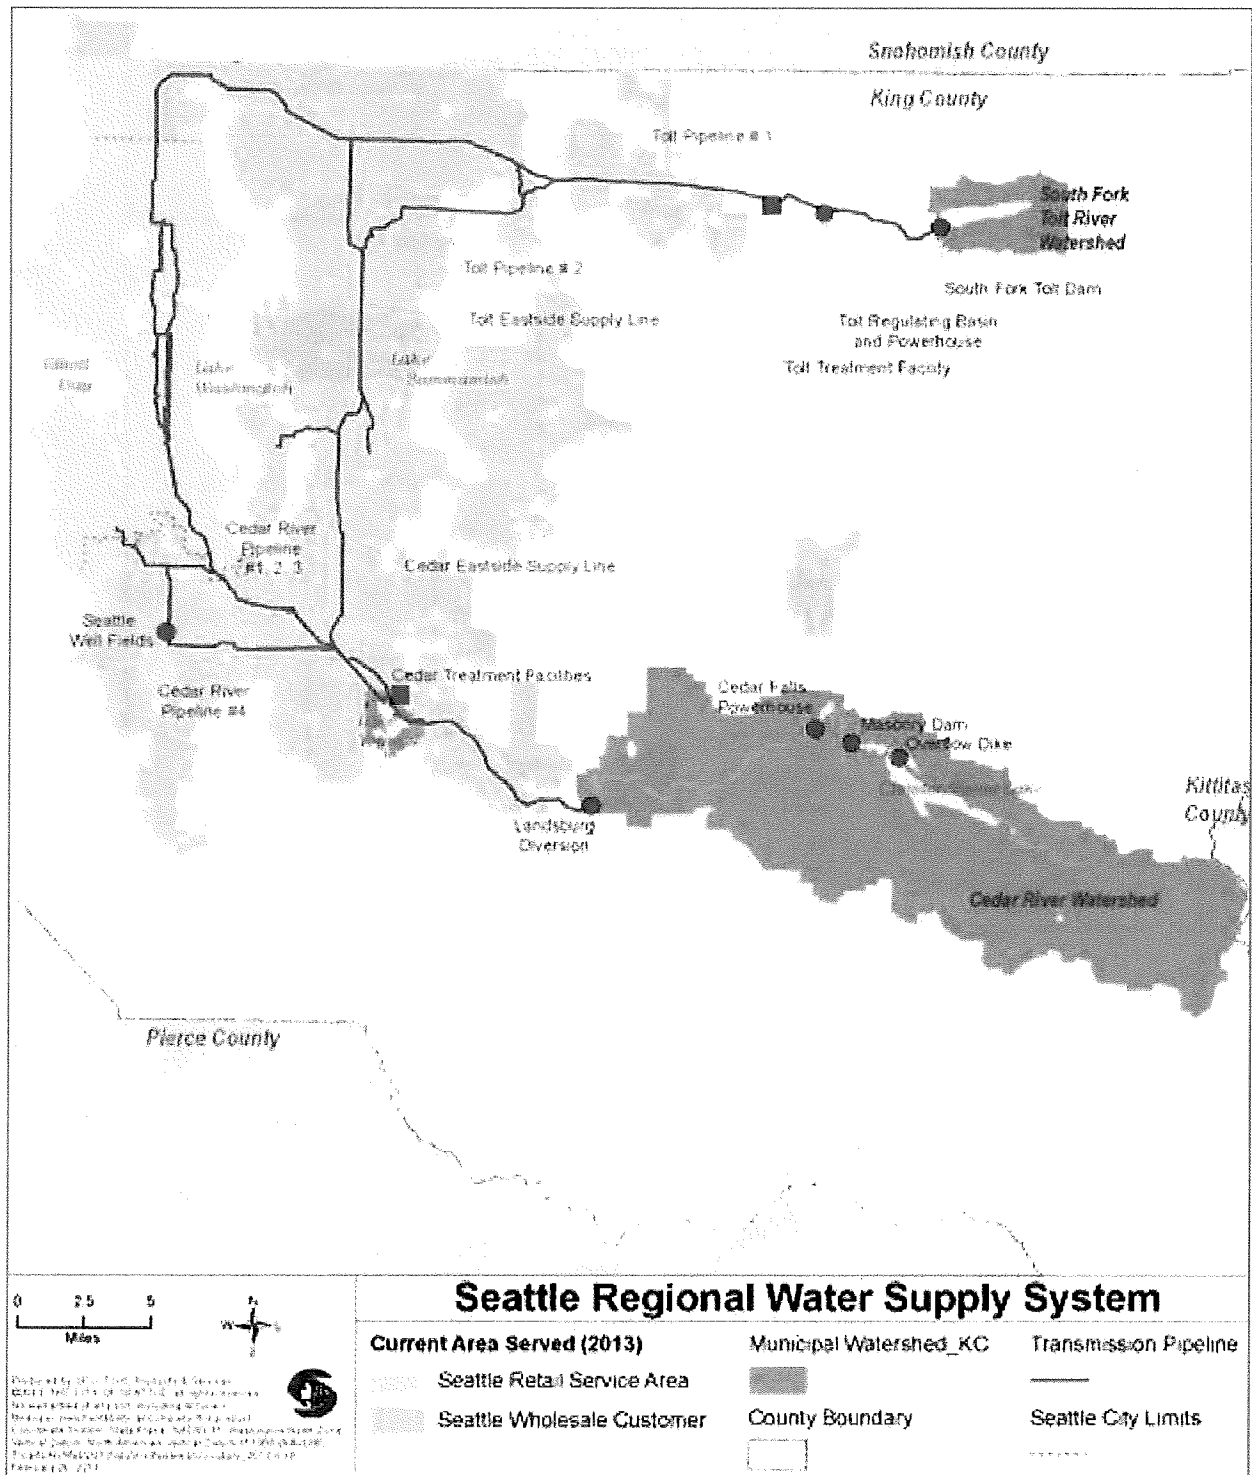 Snohomish County
King County
Tolt Pipeline # 1
South Fork
Tolt River
Watershed
Tolt Pipeline # 2
South Fork Tolt Dam
Tolt Eastside Supply Line
Tolt Regulating Basin
and Powerhouse
Tolt Treatment Facility
Elliott
Bay
Lake
Washington
Lake
Sammamish
Cedar River
Pipeline
#1, 2, 3
Cedar Eastside Supply Line
Seattle
Well Fields
Cedar River
Pipeline #4
Cedar Treatment Facilities
Cedar Falls
Powerhouse
Masonry Dam
Overflow Dike
Landsburg
Diversion
Kittitas
County
Cedar River Watershed
Pierce County
0 2.5 5
Miles
N
W
Seattle Regional Water Supply System
Current Area Served (2013)
Seattle Retail Service Area
Seattle Wholesale Customer
Municipal Watershed_KC
County Boundary
Transmission Pipeline
Seattle City Limits